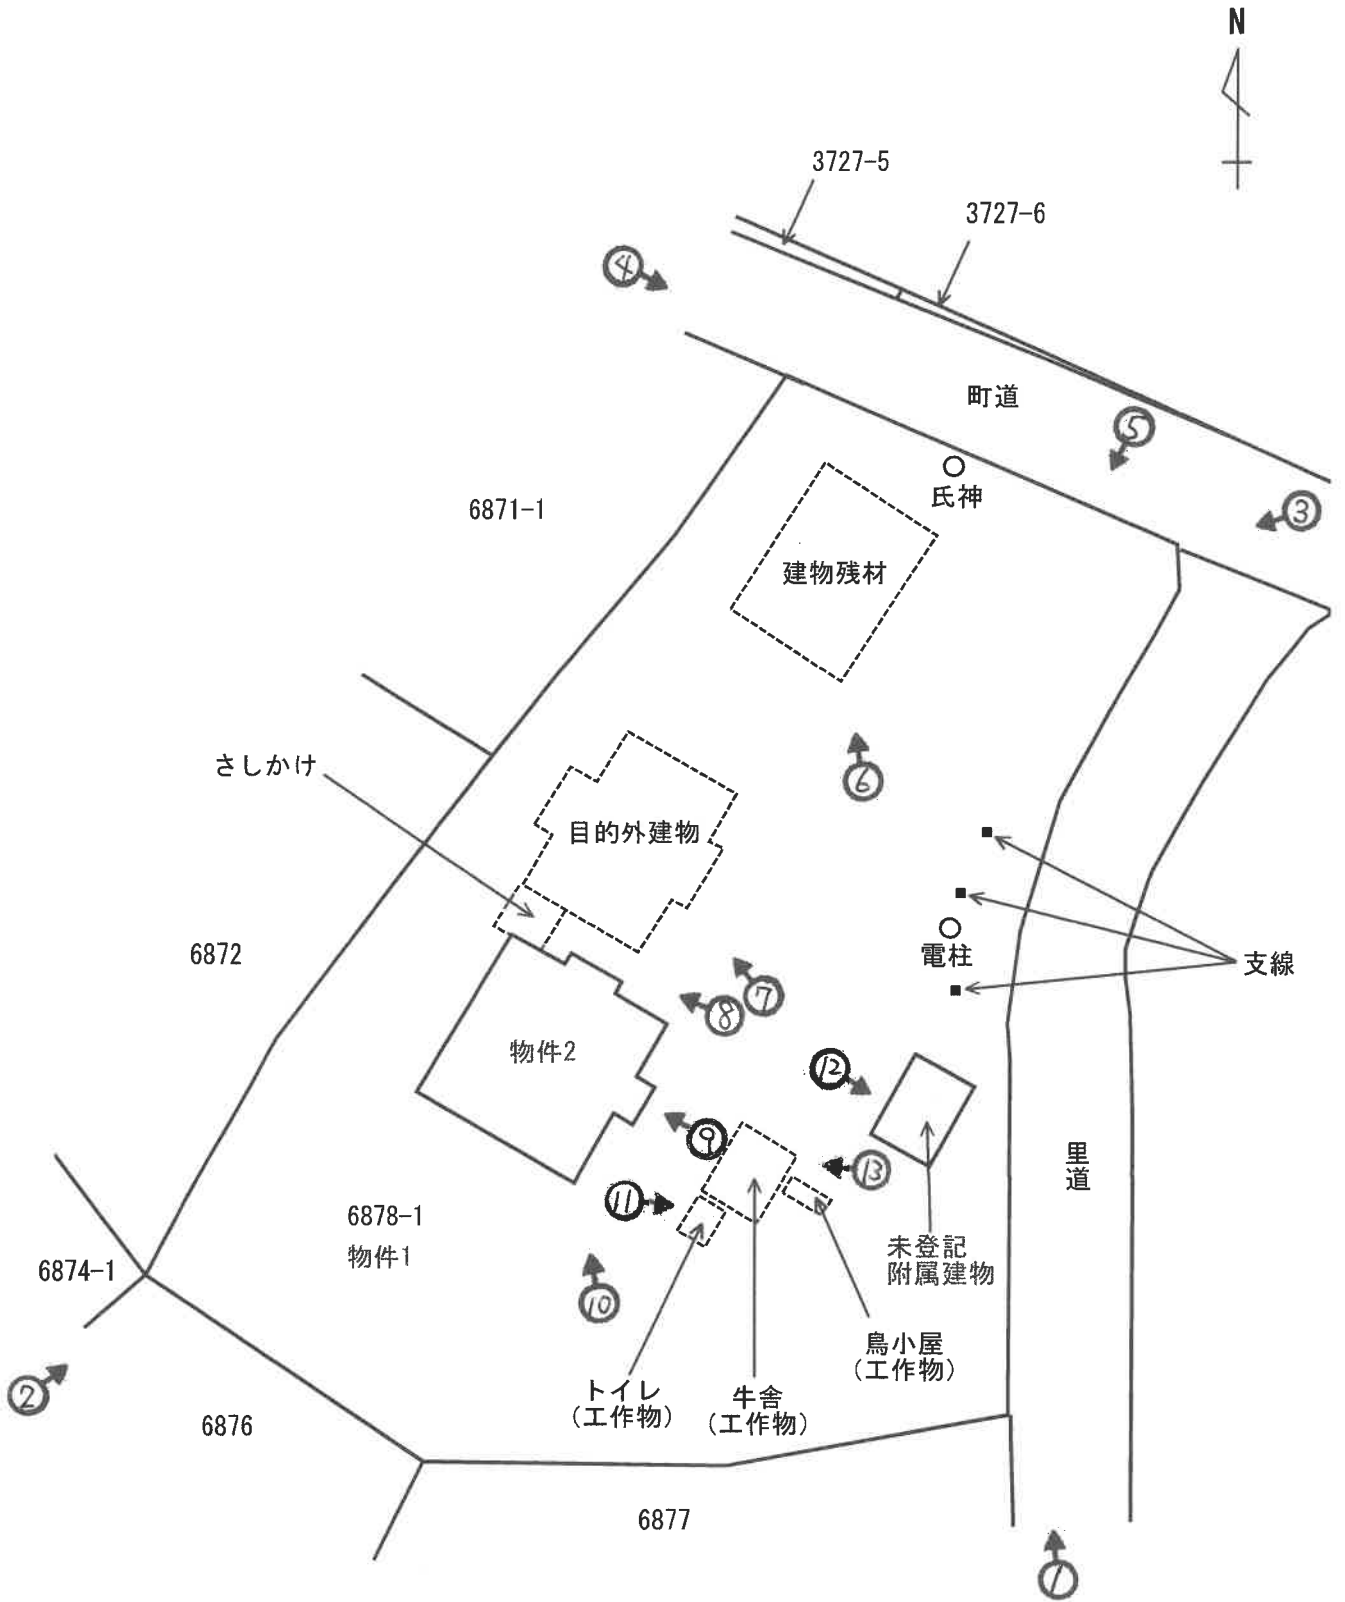 N
3727-5
3727-6
④
町道
⑤
③
氏神
6871-1
建物残材
さしかけ
⑥
目的外建物
6872
電柱
支線
⑦
⑧
物件2
⑫
⑨
⑬
里
道
⑪
6878-1
物件1
未登記
附属建物
6874-1
⑩
鳥小屋
(工作物)
②
トイレ
(工作物)
牛舎
(工作物)
6876
6877
①